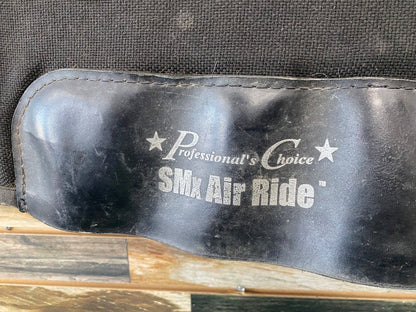 Professional's Choice
SMx Air Ride™